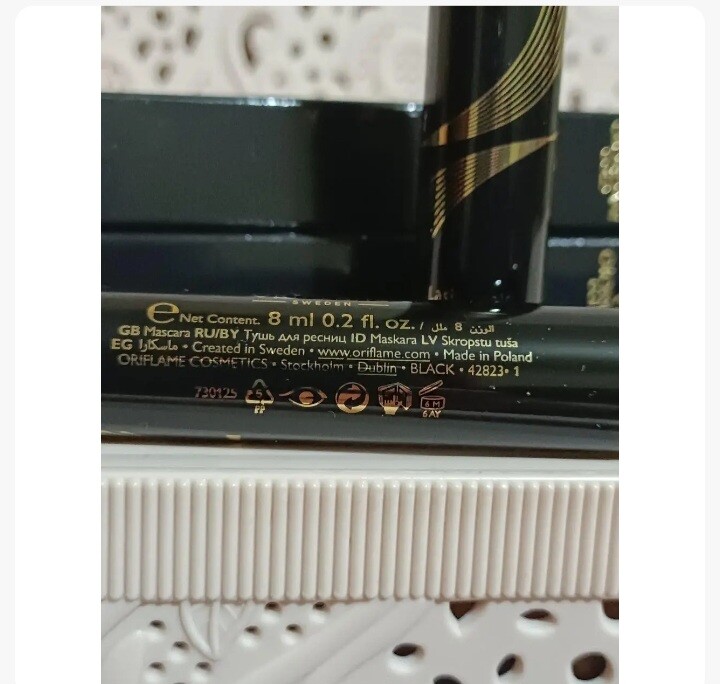 SWEDEN
e Net Content. 8 ml 0.2 fl. oz. / الوزن 8 ملل
GB Mascara RU/BY Тушь для ресниц ID Maskara LV Skropstu tuša
EG ماسكارا • Created in Sweden • www.oriflame.com • Made in Poland •
ORIFLAME COSMETICS • Stockholm • Dublin • BLACK • 42823• 1
730125 5 6 M
PP 6 AY